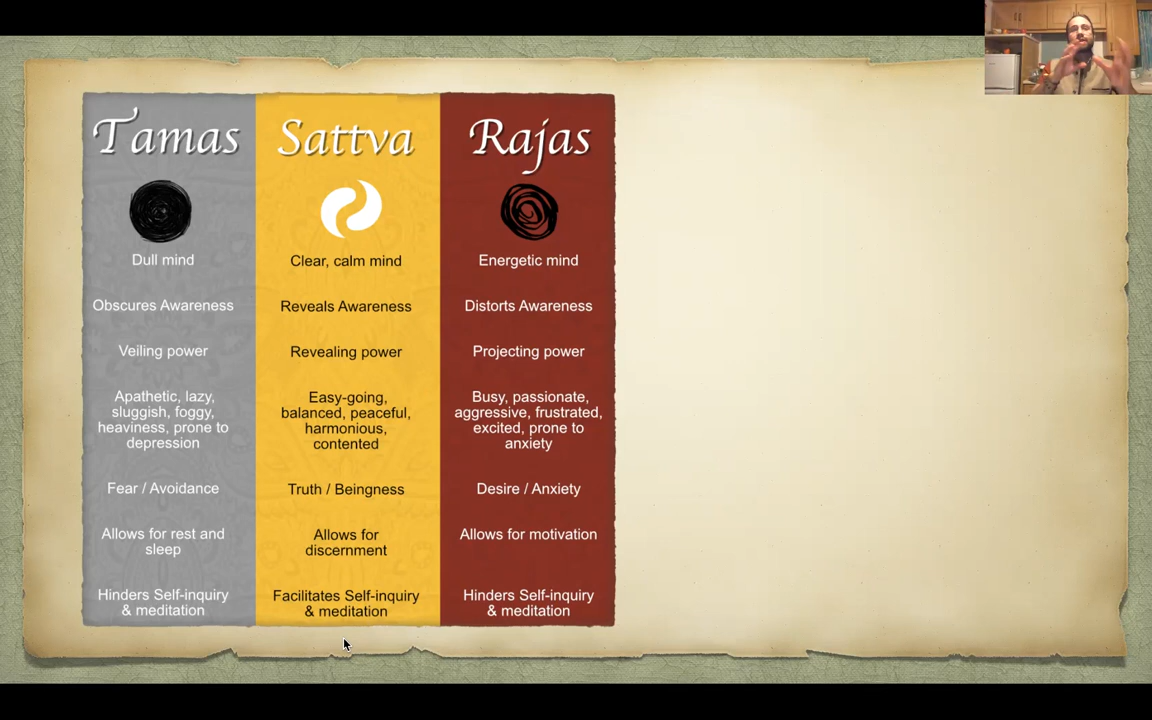 Tamas
Dull mind
Obscures Awareness
Veiling power
Apathetic, lazy,
sluggish, foggy,
heaviness, prone to
depression
Fear / Avoidance
Allows for rest and
sleep
Hinders Self-inquiry
& meditation
Sattva
Clear, calm mind
Reveals Awareness
Revealing power
Easy-going,
balanced, peaceful,
harmonious,
contented
Truth / Beingness
Allows for
discernment
Facilitates Self-inquiry
& meditation
Rajas
Energetic mind
Distorts Awareness
Projecting power
Busy, passionate,
aggressive, frustrated,
excited, prone to
anxiety
Desire / Anxiety
Allows for motivation
Hinders Self-inquiry
& meditation